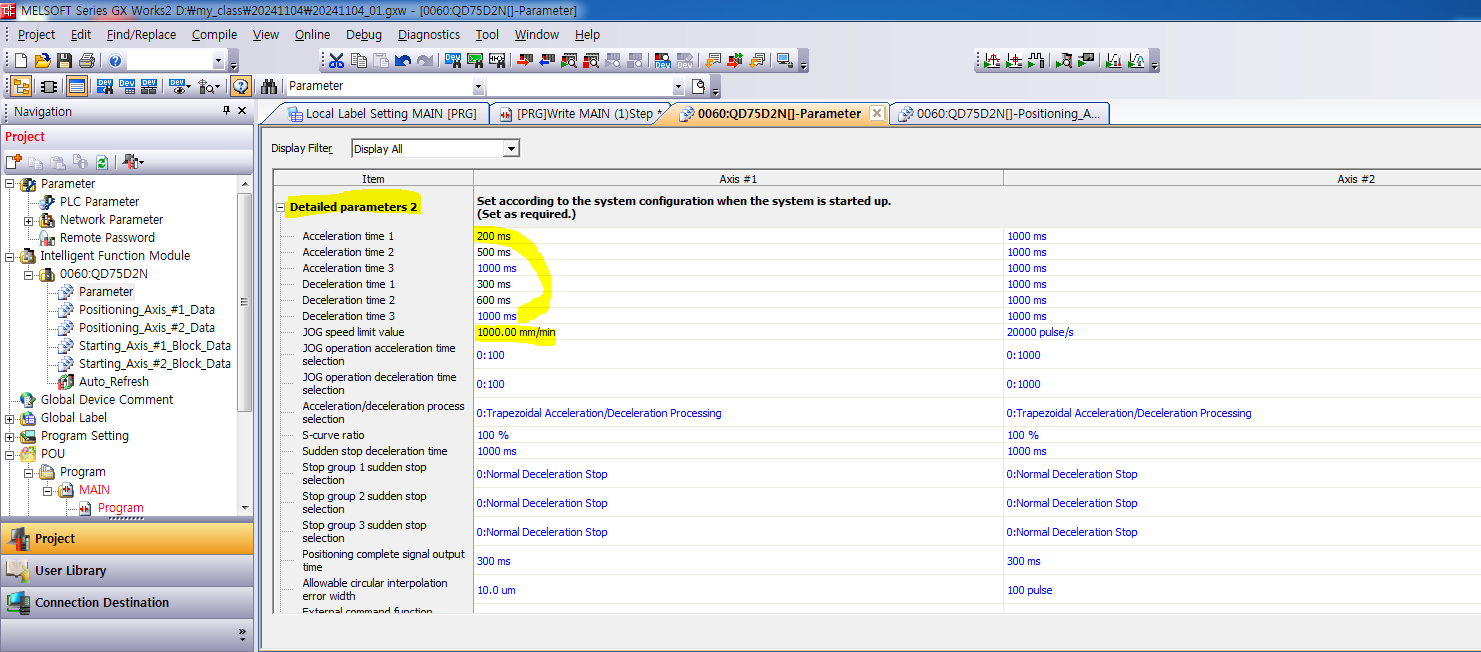 MELSOFT Series GX Works2 D:₩my_class₩20241104₩20241104_01.gxw - [0060:QD75D2N[]-Parameter]
Project Edit Find/Replace Compile View Online Debug Diagnostics Tool Window Help
Parameter
Navigation
Local Label Setting MAIN [PRG] [PRG]Write MAIN (1)Step * 0060:QD75D2N[]-Parameter 0060:QD75D2N[]-Positioning_A...
Project
Parameter
PLC Parameter
Network Parameter
Remote Password
Intelligent Function Module
0060:QD75D2N
Parameter
Positioning_Axis_#1_Data
Positioning_Axis_#2_Data
Starting_Axis_#1_Block_Data
Starting_Axis_#2_Block_Data
Auto_Refresh
Global Device Comment
Global Label
Program Setting
POU
Program
MAIN
Program
Project
User Library
Connection Destination
Display Filter Display All
Item Axis #1 Axis #2
Detailed parameters 2 Set according to the system configuration when the system is started up.
(Set as required.)
Acceleration time 1 200 ms 1000 ms
Acceleration time 2 500 ms 1000 ms
Acceleration time 3 1000 ms 1000 ms
Deceleration time 1 300 ms 1000 ms
Deceleration time 2 600 ms 1000 ms
Deceleration time 3 1000 ms 1000 ms
JOG speed limit value 1000.00 mm/min 20000 pulse/s
JOG operation acceleration time
selection 0:100 0:1000
JOG operation deceleration time
selection 0:100 0:1000
Acceleration/deceleration process
selection 0:Trapezoidal Acceleration/Deceleration Processing 0:Trapezoidal Acceleration/Deceleration Processing
S-curve ratio 100 % 100 %
Sudden stop deceleration time 1000 ms 1000 ms
Stop group 1 sudden stop
selection 0:Normal Deceleration Stop 0:Normal Deceleration Stop
Stop group 2 sudden stop
selection 0:Normal Deceleration Stop 0:Normal Deceleration Stop
Stop group 3 sudden stop
selection 0:Normal Deceleration Stop 0:Normal Deceleration Stop
Positioning complete signal output
time 300 ms 300 ms
Allowable circular interpolation
error width 10.0 um 100 pulse
External command function